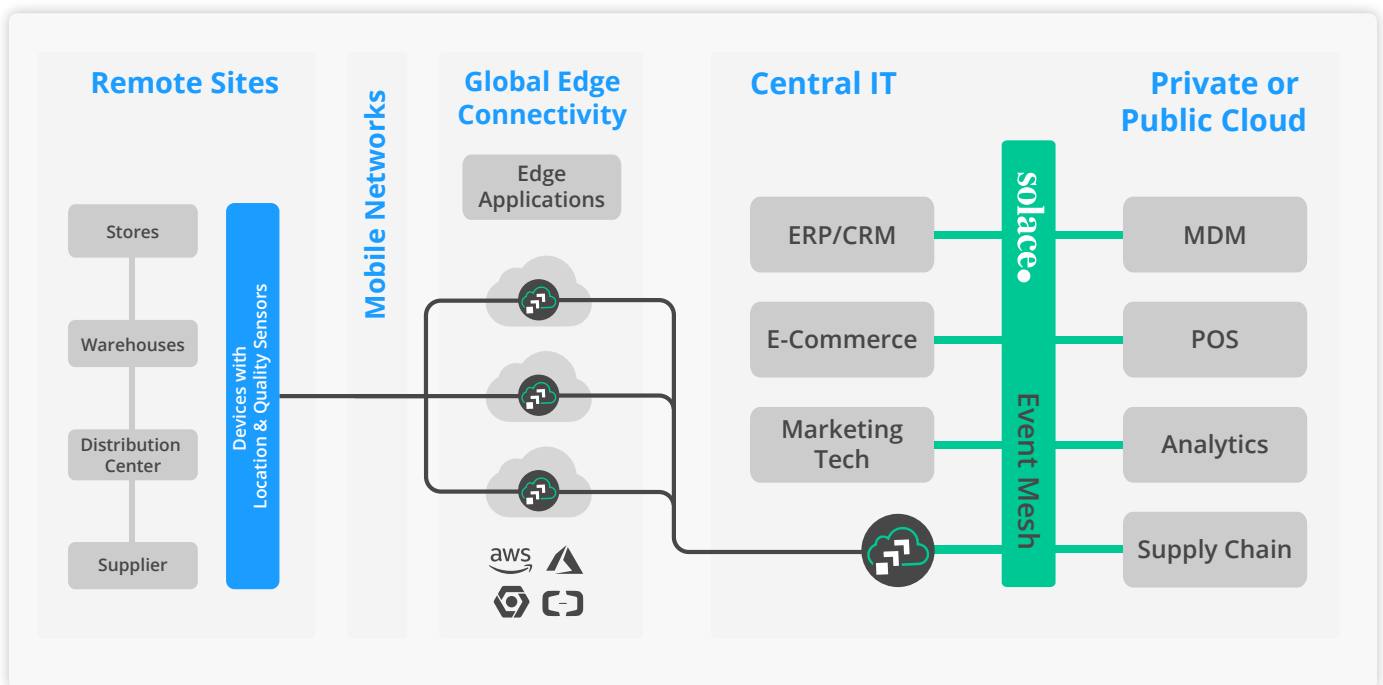 Remote Sites
Stores
Warehouses
Distribution
Center
Supplier
Devices with
Location & Quality Sensors
Mobile Networks
Global Edge
Connectivity
Edge
Applications
aws
Central IT
ERP/CRM
E-Commerce
Marketing
Tech
solace.
Event Mesh
Private or
Public Cloud
MDM
POS
Analytics
Supply Chain